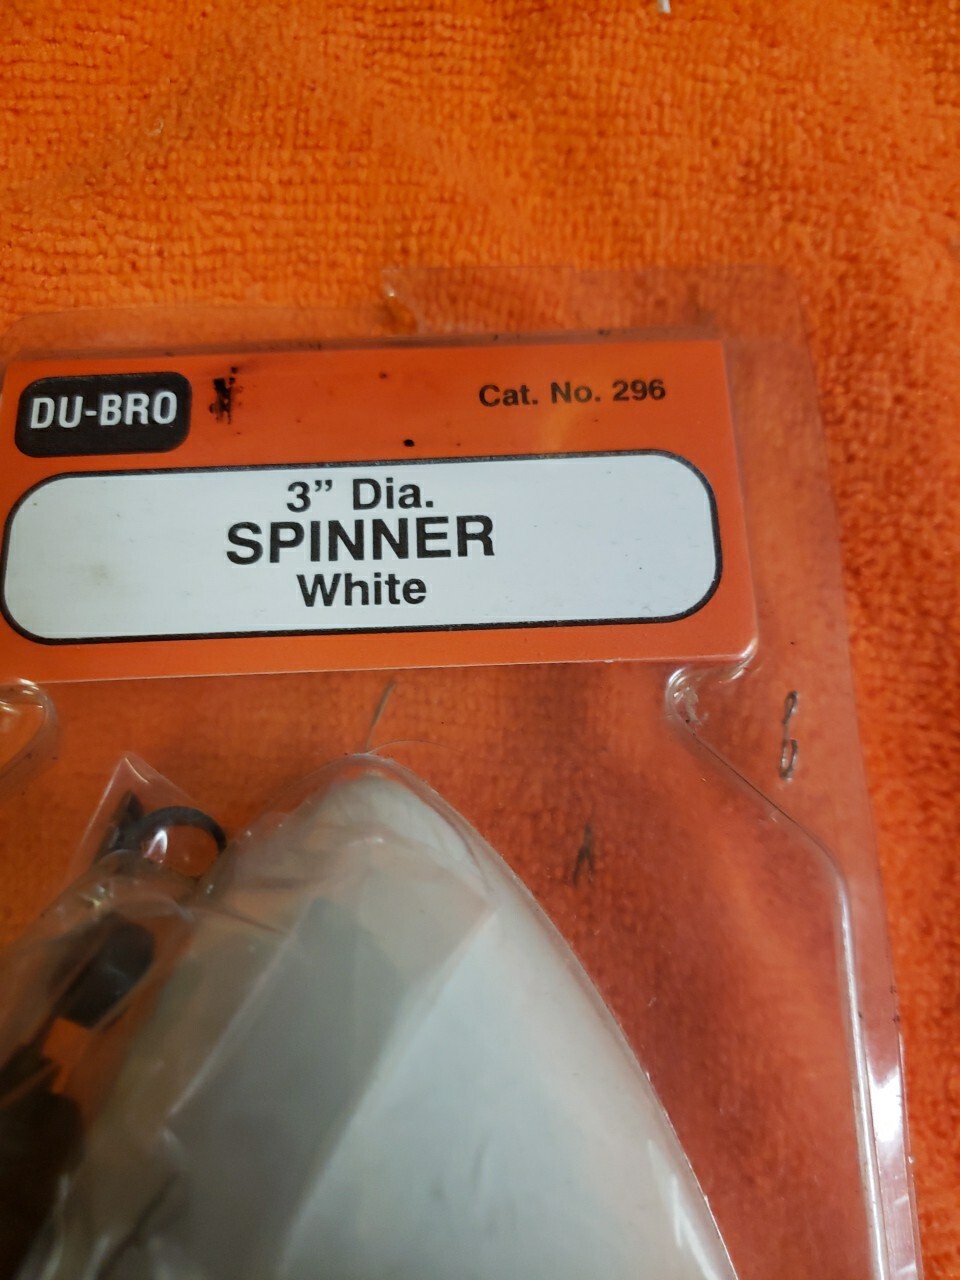 DU-BRO
Cat. No. 296
3” Dia.
SPINNER
White